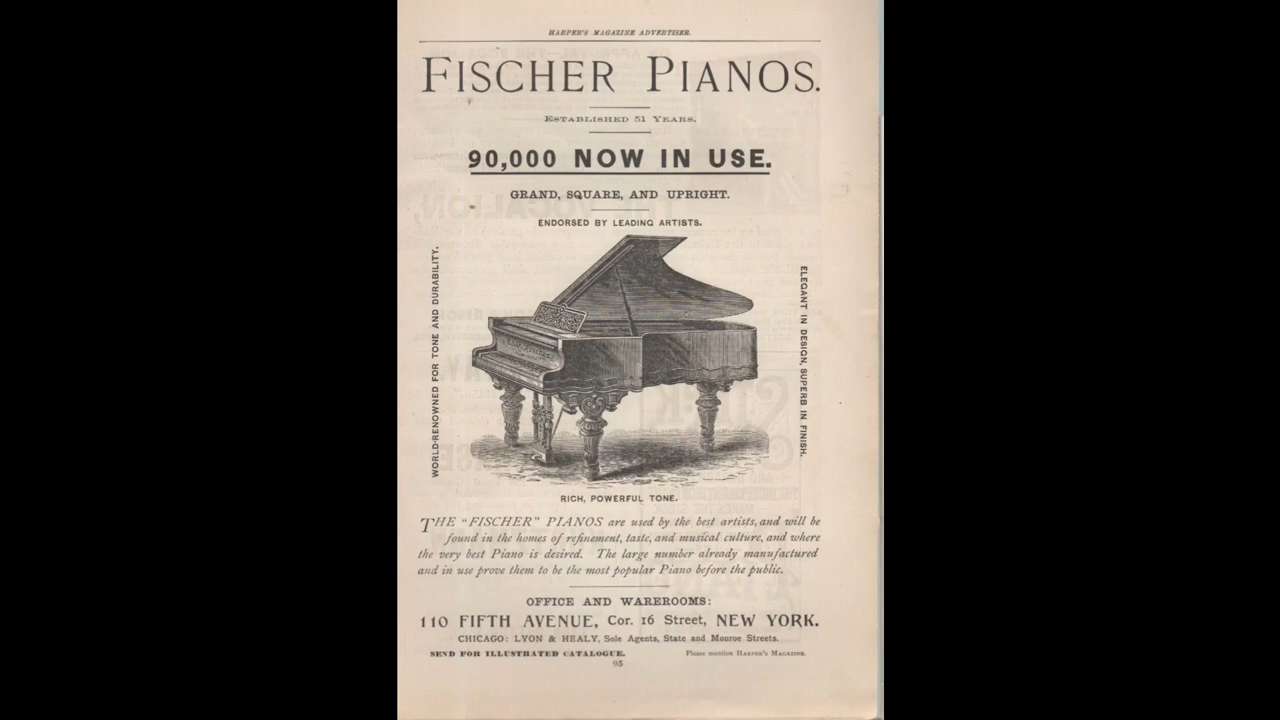 HARPER'S MAGAZINE ADVERTISER.
FISCHER PIANOS.
ESTABLISHED 51 YEARS.
90,000 NOW IN USE.
GRAND, SQUARE, AND UPRIGHT.
ENDORSED BY LEADING ARTISTS.
WORLD-RENOWNED FOR TONE AND DURABILITY.
ELEGANT IN DESIGN, SUPERB IN FINISH.
RICH, POWERFUL TONE.
THE "FISCHER" PIANOS are used by the best artists, and will be
found in the homes of refinement, taste, and musical culture, and where
the very best Piano is desired. The large number already manufactured
and in use prove them to be the most popular Piano before the public.
OFFICE AND WAREROOMS:
110 FIFTH AVENUE, Cor. 16 Street, NEW YORK.
CHICAGO: LYON & HEALY, Sole Agents, State and Monroe Streets.
SEND FOR ILLUSTRATED CATALOGUE. Please mention HARPER'S MAGAZINE.
95